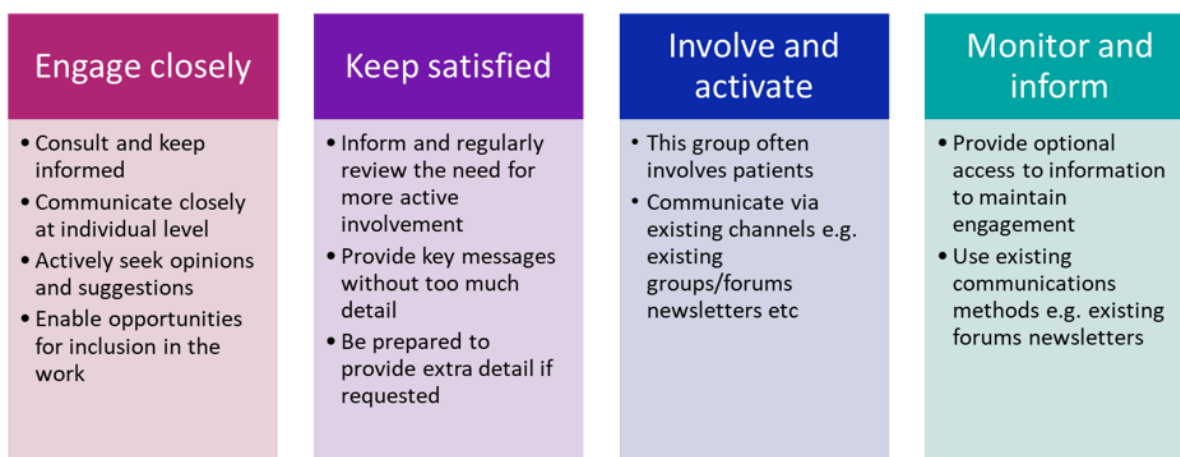 Engage closely
• Consult and keep
informed
• Communicate closely
at individual level
• Actively seek opinions
and suggestions
• Enable opportunities
for inclusion in the
work
Keep satisfied
• Inform and regularly
review the need for
more active
involvement
• Provide key messages
without too much
detail
• Be prepared to
provide extra detail if
requested
Involve and
activate
• This group often
involves patients
• Communicate via
existing channels e.g.
existing
groups/forums
newsletters etc
Monitor and
inform
• Provide optional
access to information
to maintain
engagement
• Use existing
communications
methods e.g. existing
forums newsletters